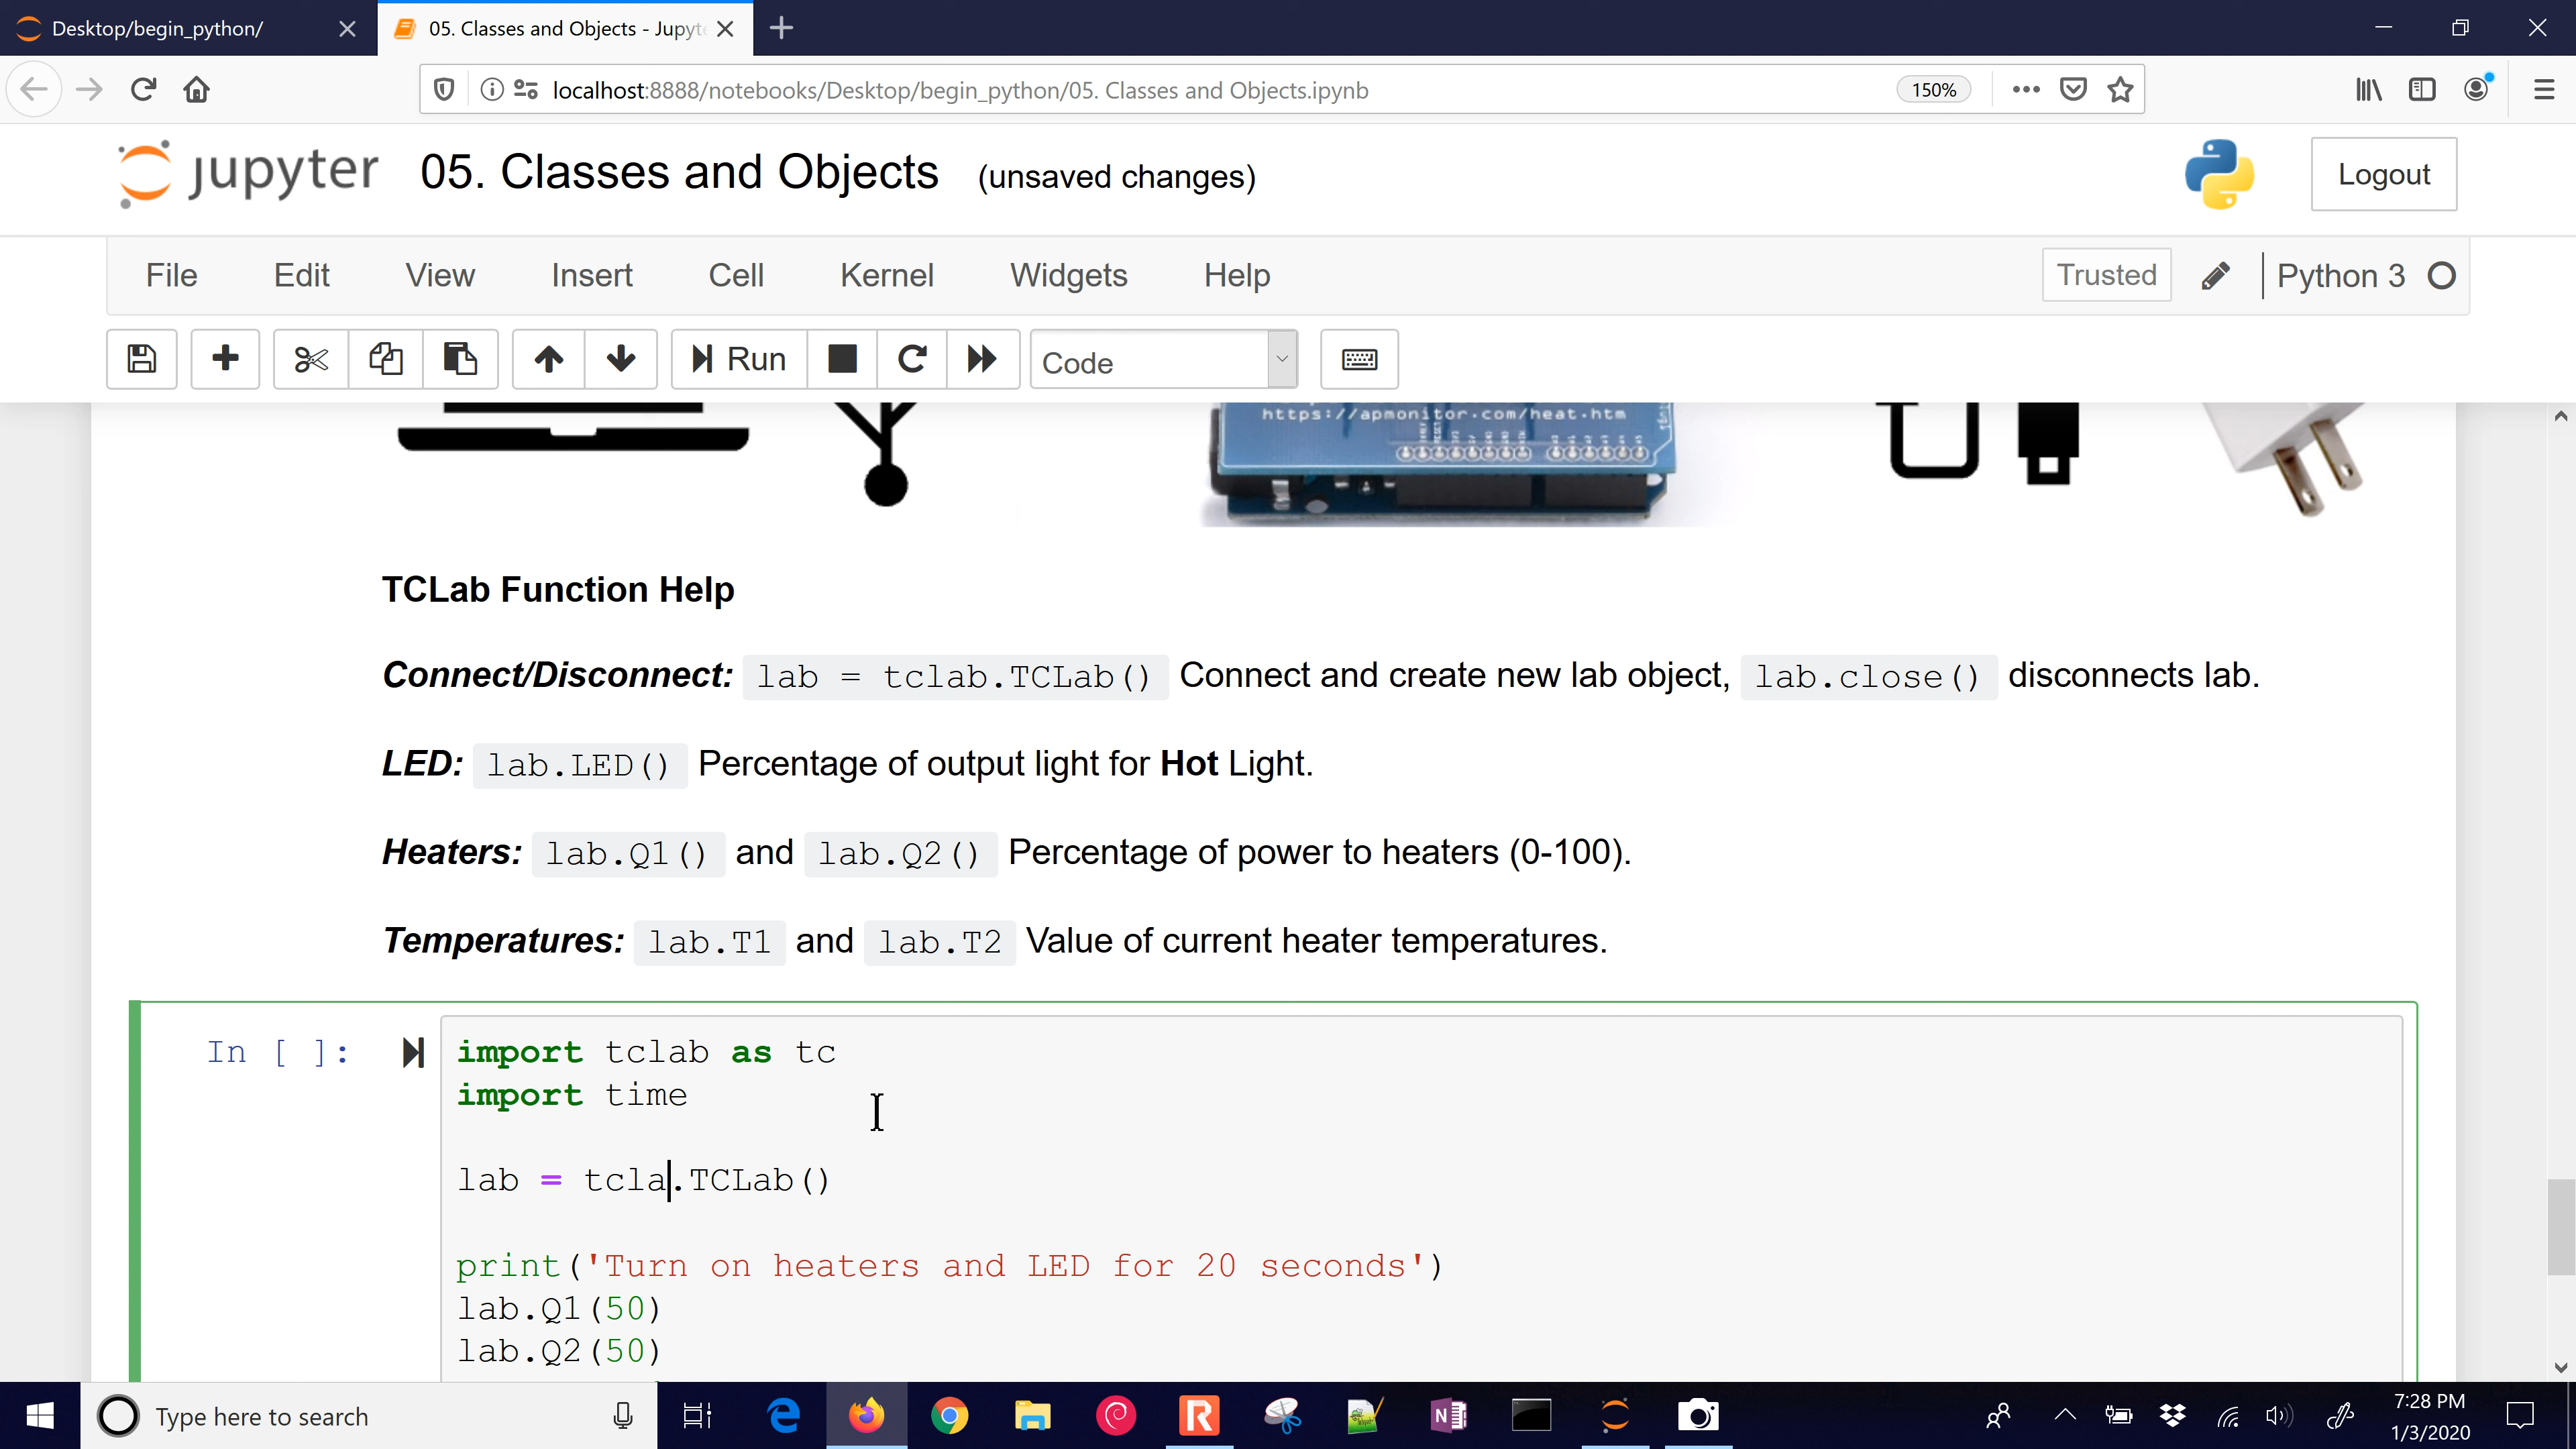 Desktop/begin_python/
05. Classes and Objects - Jupyt
localhost:8888/notebooks/Desktop/begin_python/05. Classes and Objects.ipynb
150%
jupyter
05. Classes and Objects
(unsaved changes)
Logout
File Edit View Insert Cell Kernel Widgets Help
Trusted
Python 3
Run
Code
https://apmonitor.com/heat.htm
TCLab Function Help
Connect/Disconnect: lab = tclab.TCLab() Connect and create new lab object, lab.close() disconnects lab.
LED: lab.LED() Percentage of output light for Hot Light.
Heaters: lab.Q1() and lab.Q2() Percentage of power to heaters (0-100).
Temperatures: lab.T1 and lab.T2 Value of current heater temperatures.
In [ ]:
import tclab as tc
import time
lab = tcla.TCLab()
print('Turn on heaters and LED for 20 seconds')
lab.Q1(50)
lab.Q2(50)
Type here to search
7:28 PM
1/3/2020